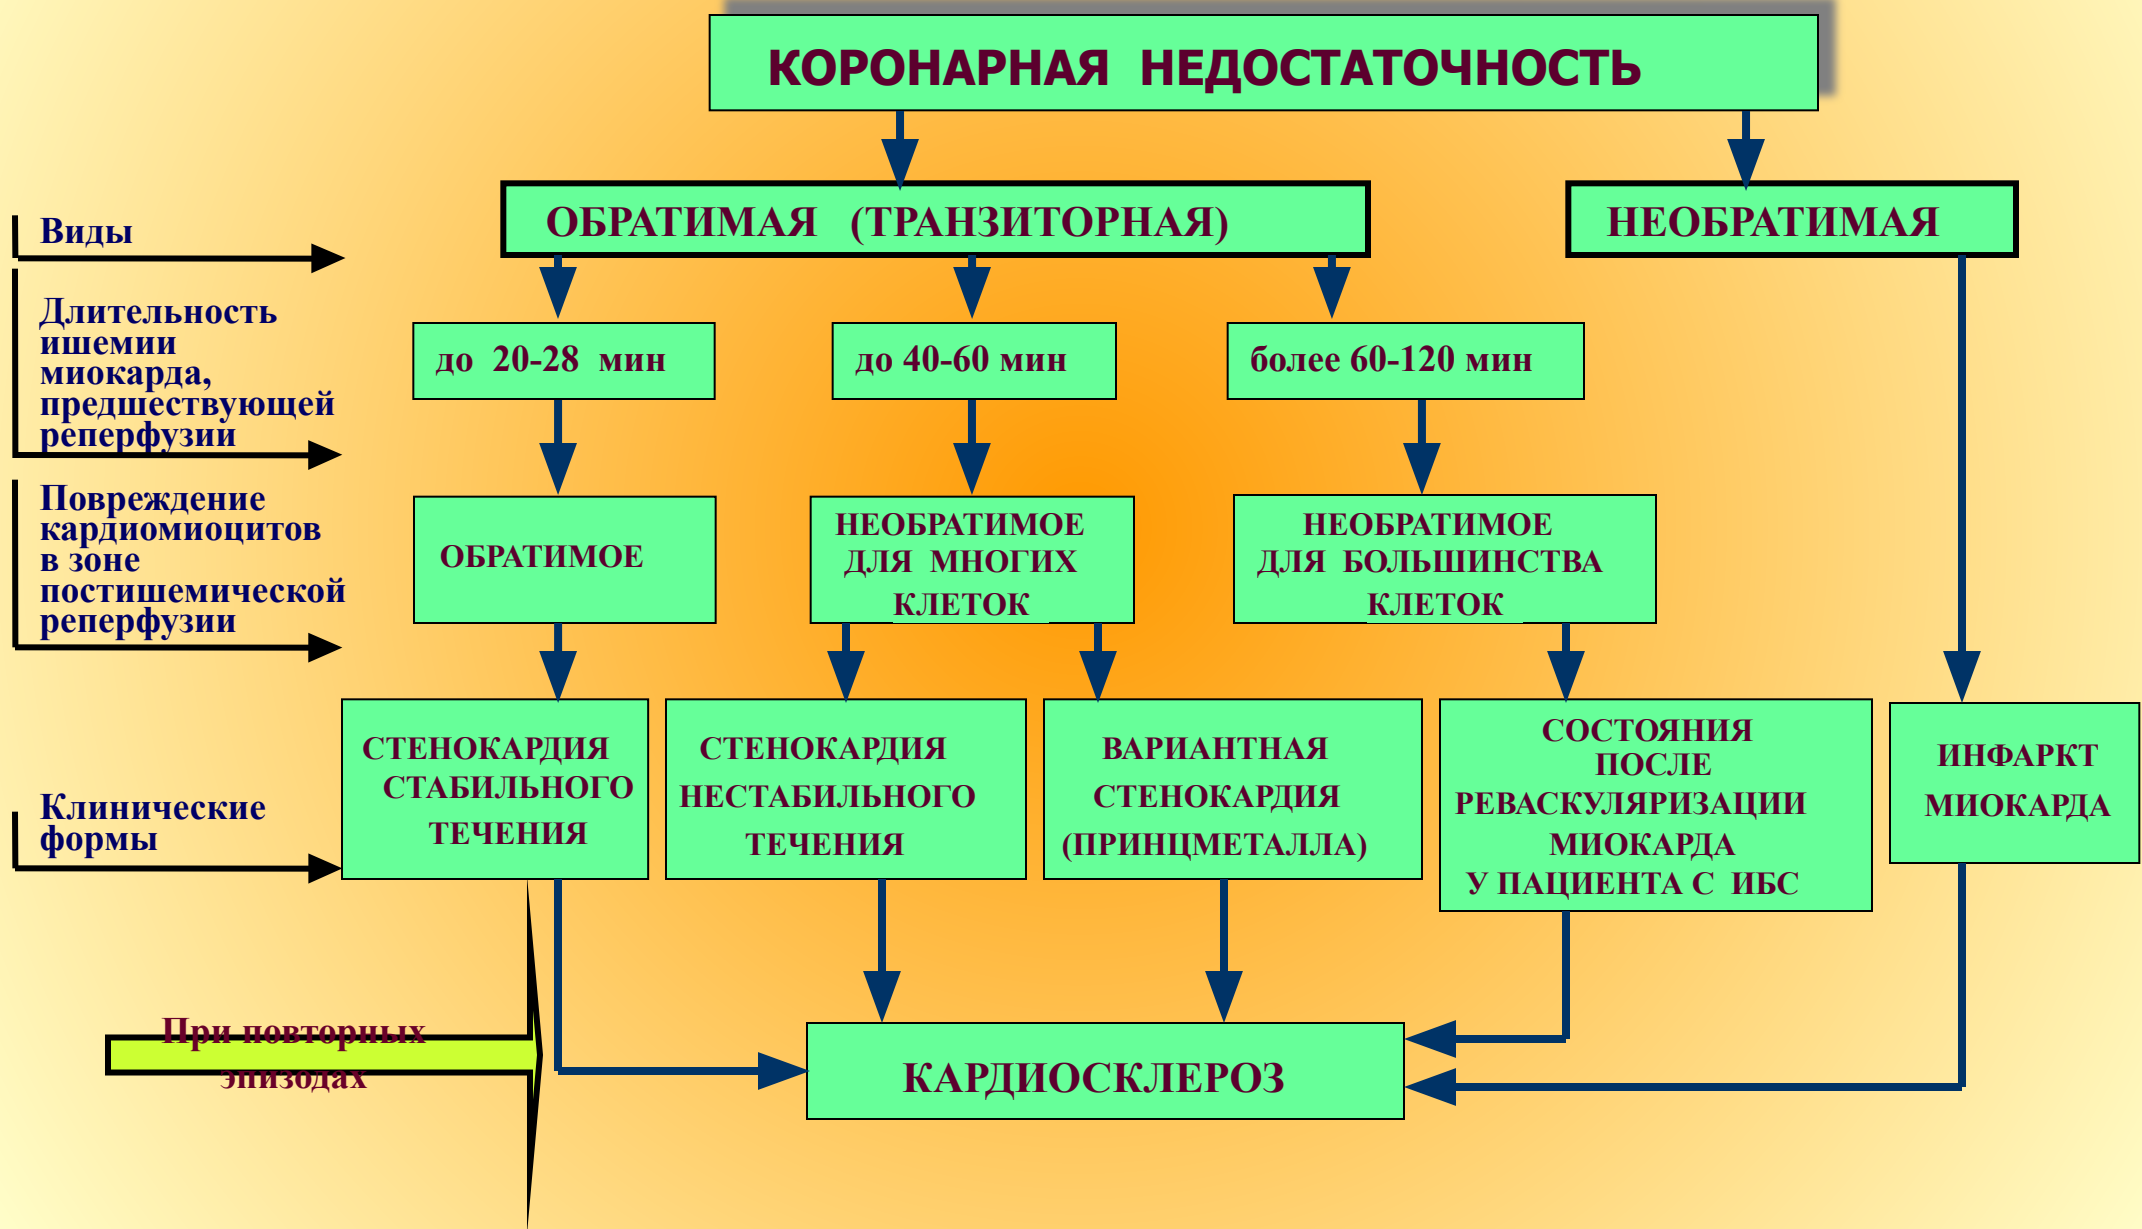 КОРОНАРНАЯ НЕДОСТАТОЧНОСТЬ
Виды
ОБРАТИМАЯ (ТРАНЗИТОРНАЯ)
НЕОБРАТИМАЯ
Длительность
ишемии
миокарда,
предшествующей
реперфузии
до 20-28 мин
до 40-60 мин
более 60-120 мин
Повреждение
кардиомиоцитов
в зоне
постишемической
реперфузии
ОБРАТИМОЕ
НЕОБРАТИМОЕ
ДЛЯ МНОГИХ
КЛЕТОК
НЕОБРАТИМОЕ
ДЛЯ БОЛЬШИНСТВА
КЛЕТОК
Клинические
формы
СТЕНОКАРДИЯ
СТАБИЛЬНОГО
ТЕЧЕНИЯ
СТЕНОКАРДИЯ
НЕСТАБИЛЬНОГО
ТЕЧЕНИЯ
ВАРИАНТНАЯ
СТЕНОКАРДИЯ
(ПРИНЦМЕТАЛЛА)
СОСТОЯНИЯ
ПОСЛЕ
РЕВАСКУЛЯРИЗАЦИИ
МИОКАРДА
У ПАЦИЕНТА С ИБС
ИНФАРКТ
МИОКАРДА
При повторных
эпизодах
КАРДИОСКЛЕРОЗ